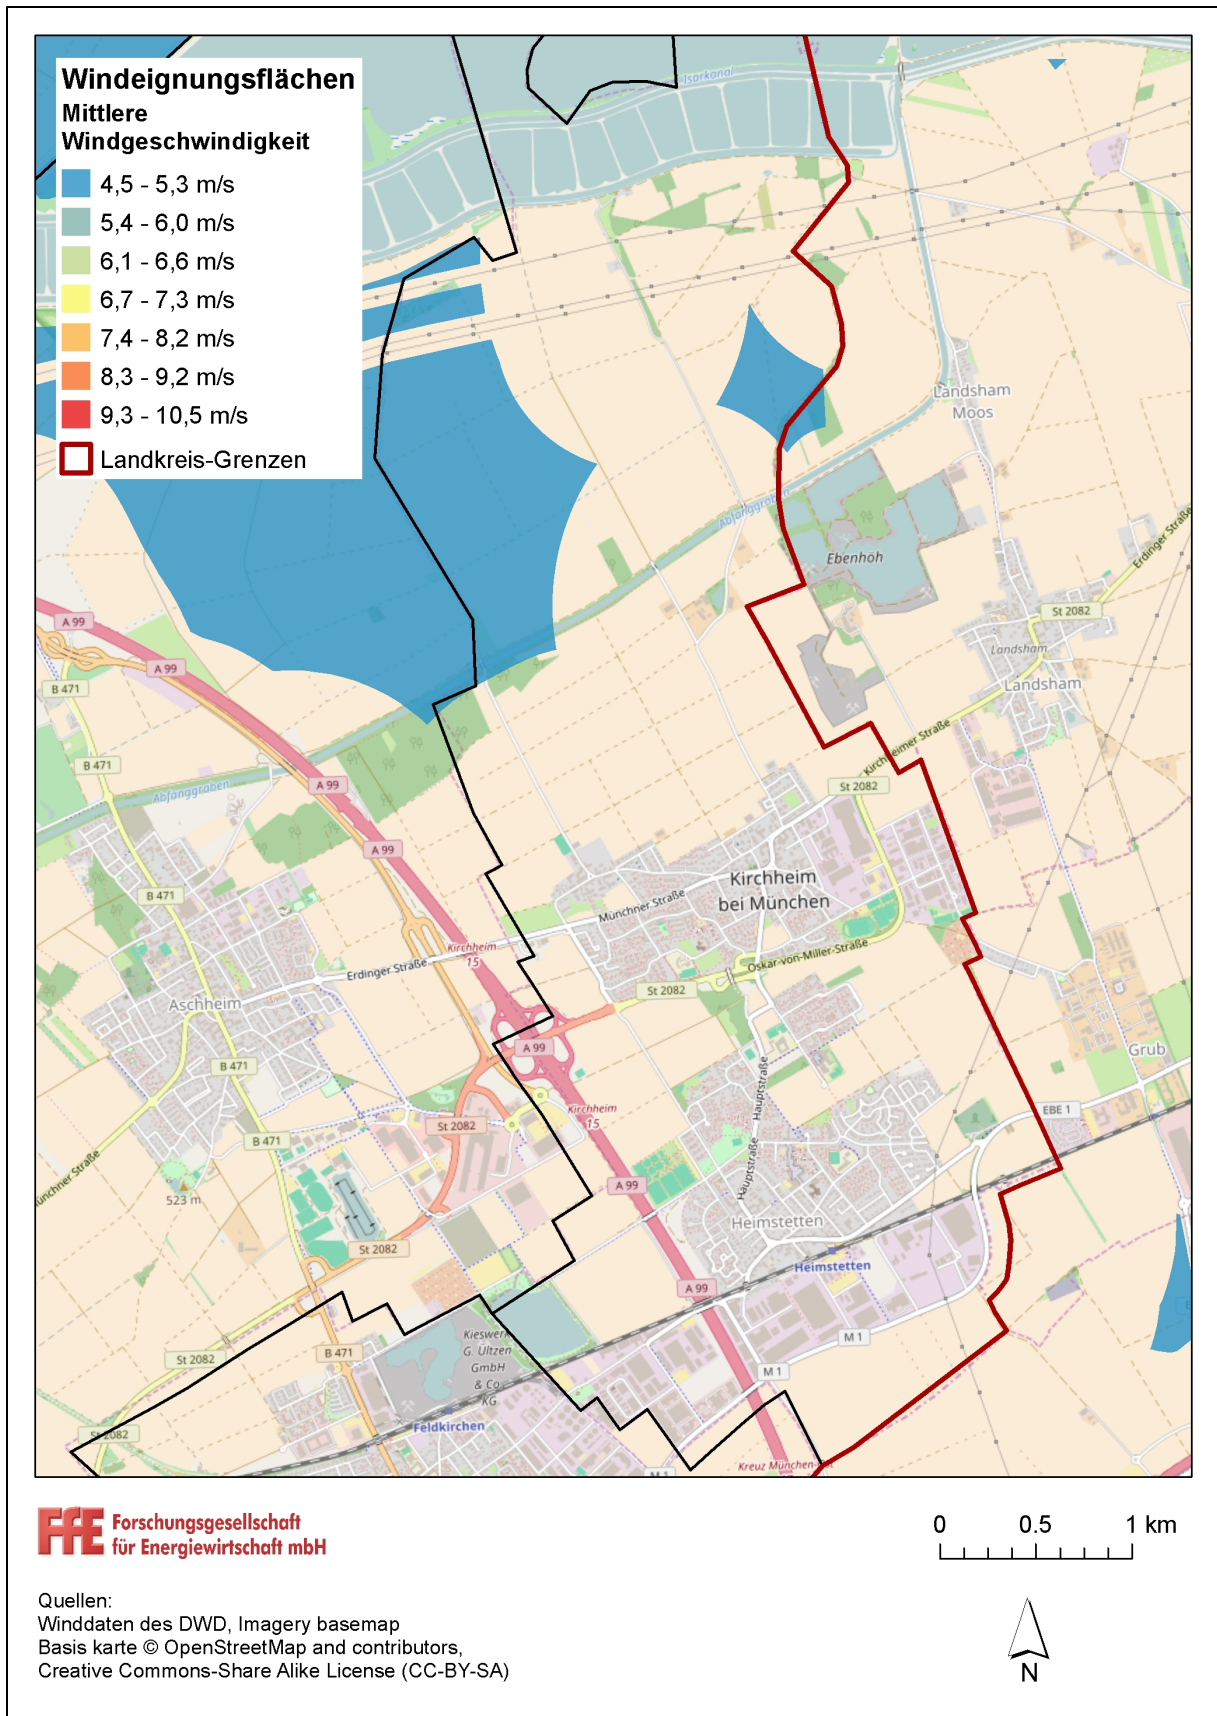 Windeignungsflächen
Mittlere
Windgeschwindigkeit
4,5 - 5,3 m/s
5,4 - 6,0 m/s
6,1 - 6,6 m/s
6,7 - 7,3 m/s
7,4 - 8,2 m/s
8,3 - 9,2 m/s
9,3 - 10,5 m/s
Landkreis-Grenzen
Isarkanal
Landsham
Moos
Abfanggraben
Ebenhöh
Erdinger Straße
St 2082
Landsham
Landsham
A 99
A 99
B 471
Kirchheimer Straße
B 471
A 99
St 2082
Abfanggraben
A 99
Kirchheim
bei München
B 471
Münchner Straße
Kirchheim
15
Oskar-von-Miller-Straße
Erdinger Straße
St 2082
Aschheim
A 99
Grub
B 471
Hauptstraße
Kirchheim
15
EBE 1
St 2082
B 471
Hauptstraße
Münchner Straße
523 m
A 99
Heimstetten
St 2082
Heimstetten
A 99
Kieswerk
G. Ultzen
GmbH
& Co.
KG
M 1
B 471
St 2082
M 1
Feldkirchen
St 2082
M 1
Kreuz München-Ost
FfE Forschungsgesellschaft
für Energiewirtschaft mbH
0 0.5 1 km
Quellen:
Winddaten des DWD, Imagery basemap
Basis karte © OpenStreetMap and contributors,
Creative Commons-Share Alike License (CC-BY-SA)
N